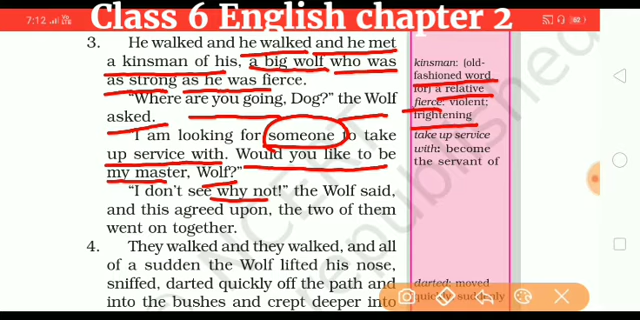 Class 6 English chapter 2
7:12
3. He walked and he walked and he met
a kinsman of his, a big wolf who was
as strong as he was fierce.
"Where are you going, Dog?" the Wolf
asked.
"I am looking for someone to take
up service with. Would you like to be
my master, Wolf?"
"I don't see why not!" the Wolf said,
and this agreed upon, the two of them
went on together.
4. They walked and they walked, and all
of a sudden the Wolf lifted his nose,
sniffed, darted quickly off the path and
into the bushes and crept deeper into
kinsman: (old-
fashioned word
for) a relative
fierce: violent;
frightening
take up service
with: become
the servant of
darted: moved
quickly suddenly
republished